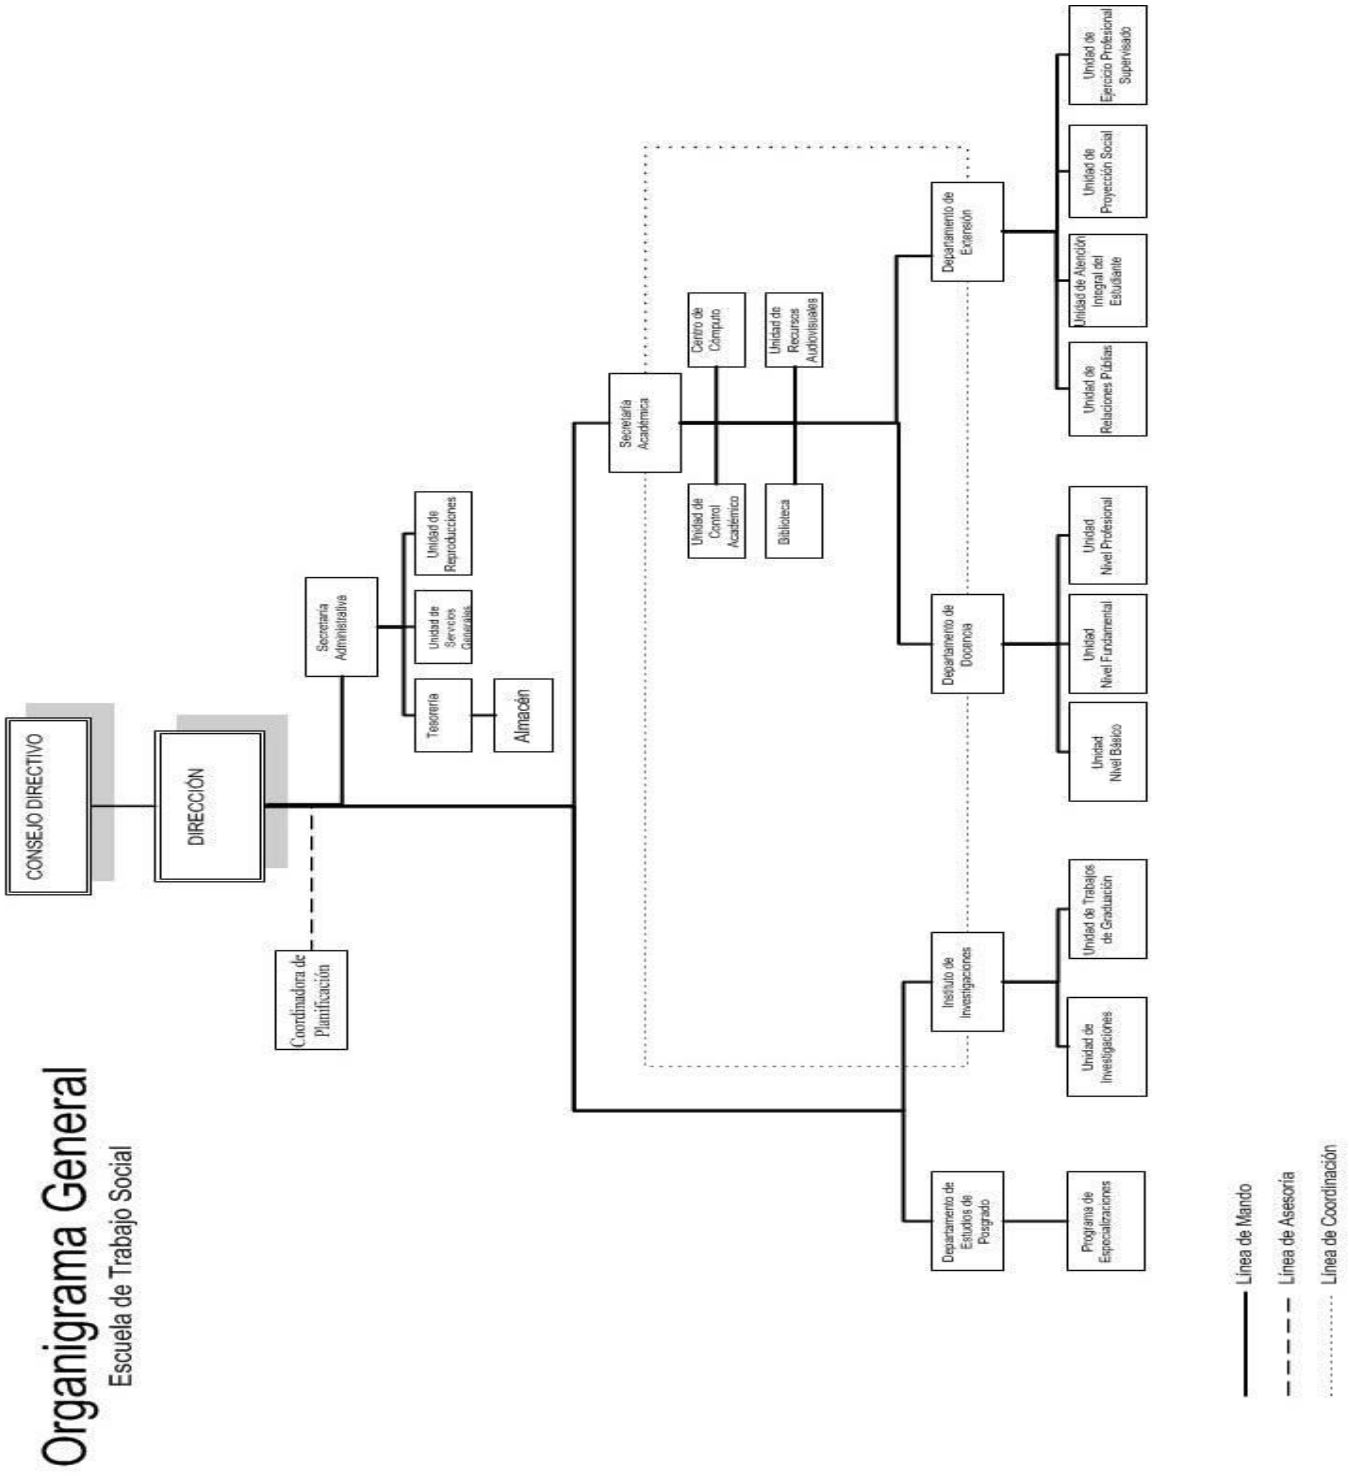 Organigrama General
Escuela de Trabajo Social
CONSEJO DIRECTIVO
DIRECCIÓN
Coordinadora de
Planificación
Secretaría
Administrativa
Tesorería
Unidad de
Servicios
Generales
Unidad de
Reproducciones
Almacén
Secretaría
Académica
Unidad de
Control
Académico
Centro de
Cómputo
Biblioteca
Unidad de
Recursos
Audiovisuales
Departamento de
Estudios de
Posgrado
Instituto de
Investigaciones
Departamento de
Docencia
Departamiento de
Extensión
Programa de
Especializaciones
Unidad de
Investigaciones
Unidad de Trabajos
de Graduación
Unidad
Nivel Básico
Unidad
Nivel Fundamental
Unidad
Nivel Profesional
Unidad de
Relaciones Públias
Unidad de Atención
Integral del
Estudiante
Unidad de
Proyección Social
Unidad de
Ejercicio Profesional
Supervisado
Línea de Mando
Línea de Asesoría
Línea de Coordinación